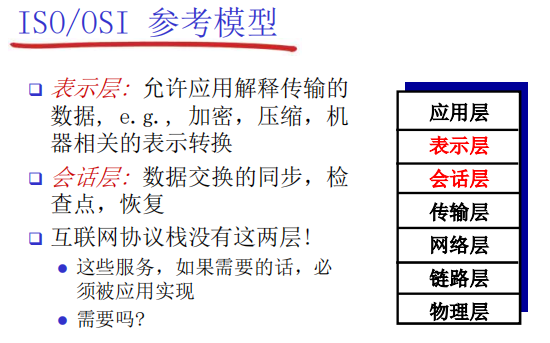 ISO/OSI 参考模型
表示层: 允许应用解释传输的
数据, e.g., 加密，压缩，机
器相关的表示转换
会话层: 数据交换的同步，检
查点，恢复
互联网协议栈没有这两层!
这些服务，如果需要的话，必
须被应用实现
需要吗?
应用层
表示层
会话层
传输层
网络层
链路层
物理层